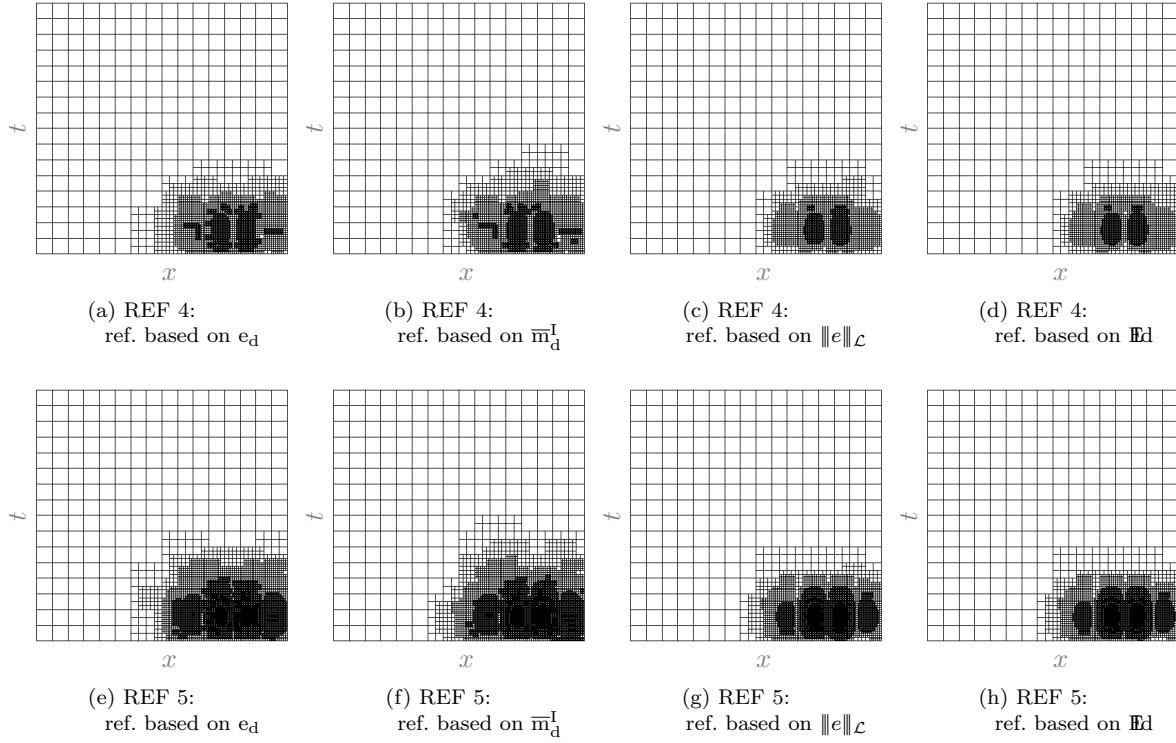 t
t
t
t
x
x
x
x
(a) REF 4:
ref. based on e_d
(b) REF 4:
ref. based on m̅_d^I
(c) REF 4:
ref. based on ⦀e⦀_ℒ
(d) REF 4:
ref. based on
t
t
t
t
x
x
x
x
(e) REF 5:
ref. based on e_d
(f) REF 5:
ref. based on m̅_d^I
(g) REF 5:
ref. based on ⦀e⦀_ℒ
(h) REF 5:
ref. based on